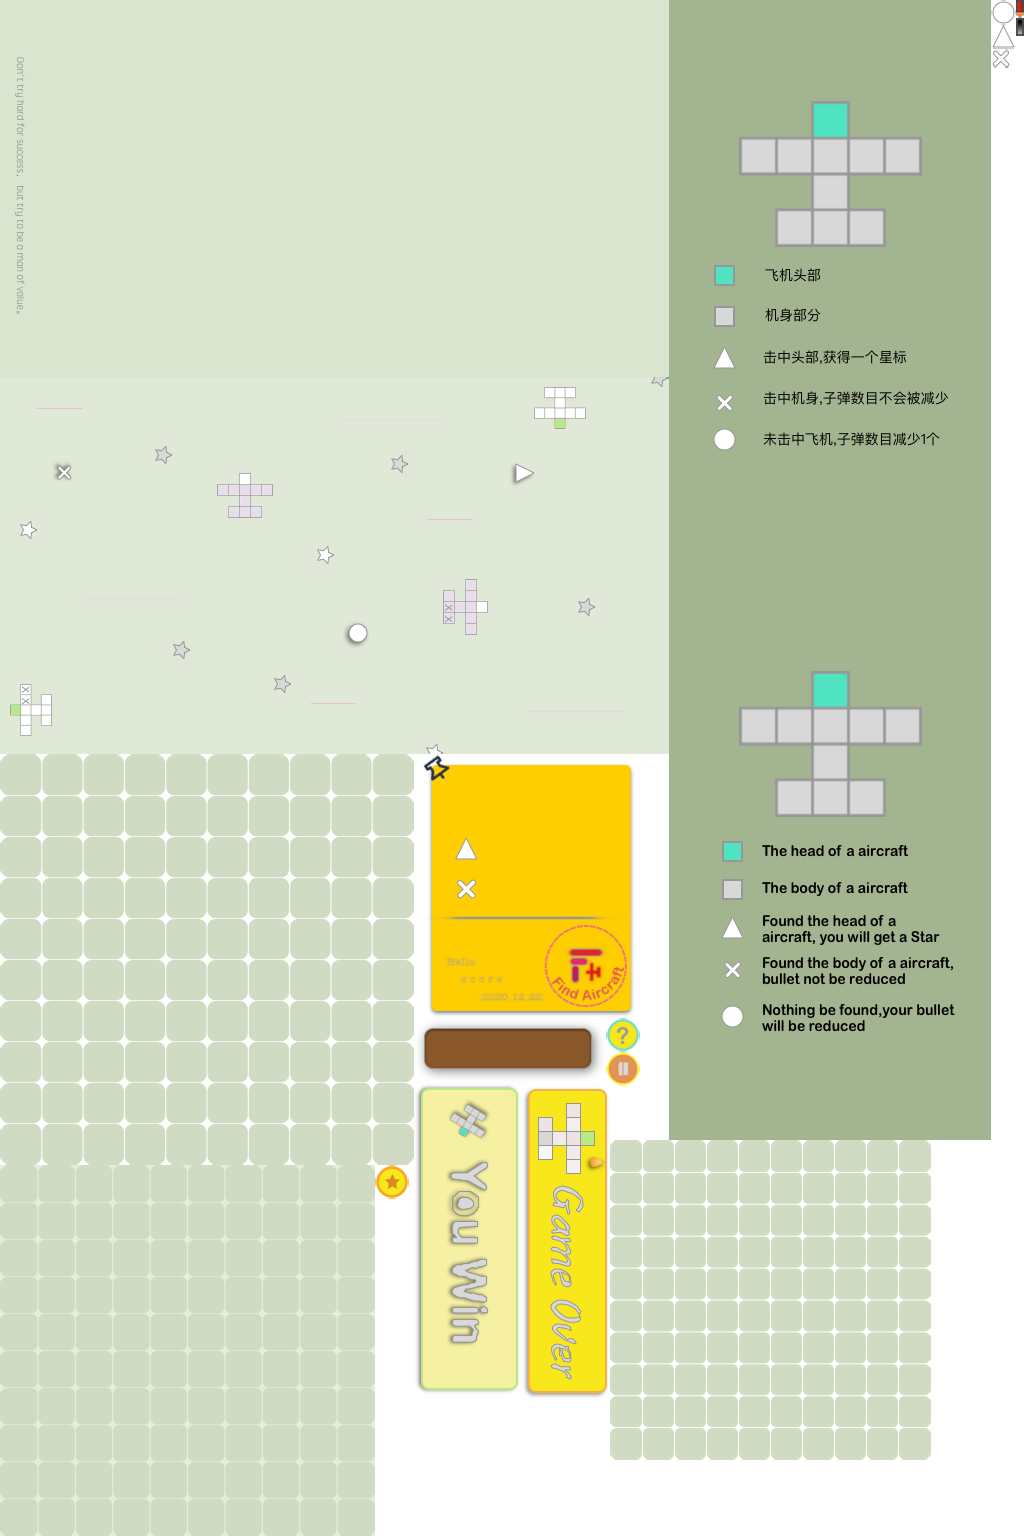 Don't try hard for success, but try to be a man of value。
飞机头部
机身部分
击中头部,获得一个星标
击中机身,子弹数目不会被减少
未击中飞机,子弹数目减少1个
The head of a aircraft
The body of a aircraft
Found the head of a
aircraft, you will get a Star
Found the body of a aircraft,
bullet not be reduced
Nothing be found,your bullet
will be reduced
Hello
Score
Find Aircraft
?
You Win
Game Over